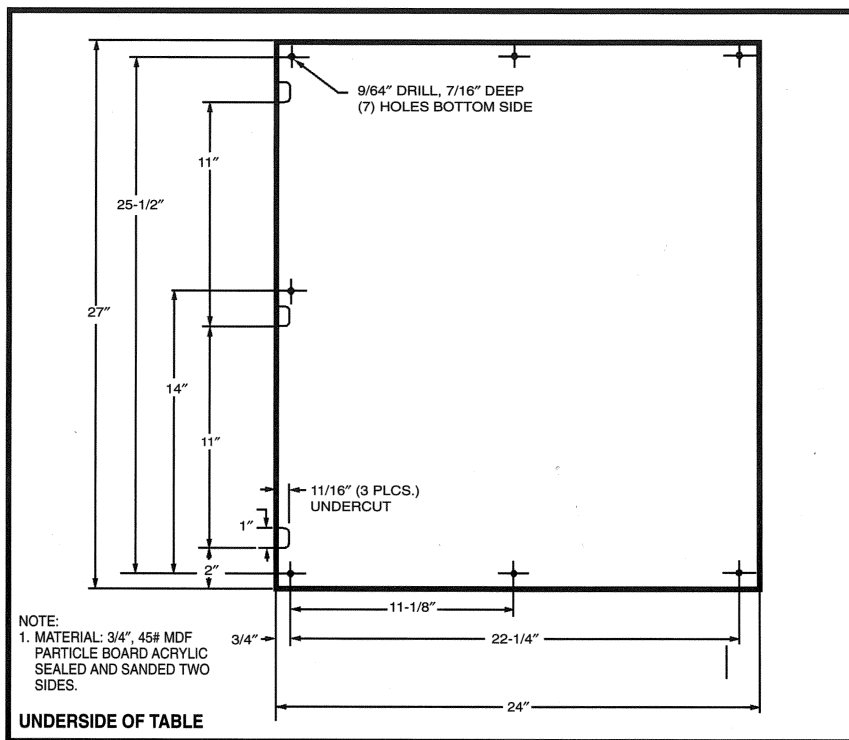 9/64″ DRILL, 7/16″ DEEP
(7) HOLES BOTTOM SIDE
11″
25-1/2″
27″
14″
11″
11/16″ (3 PLCS.)
UNDERCUT
1″
2″
11-1/8″
3/4″
22-1/4″
24″
NOTE:
1. MATERIAL: 3/4″, 45# MDF
PARTICLE BOARD ACRYLIC
SEALED AND SANDED TWO
SIDES.
UNDERSIDE OF TABLE